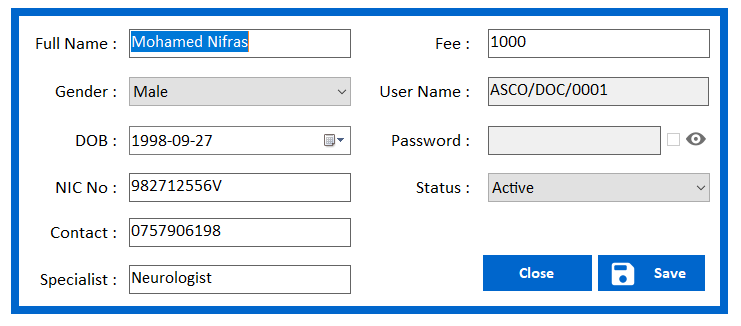 Full Name : Mohamed Nifras
Gender : Male
DOB : 1998-09-27
NIC No : 982712556V
Contact : 0757906198
Specialist : Neurologist
Fee : 1000
User Name : ASCO/DOC/0001
Password :
Status : Active
Close
Save